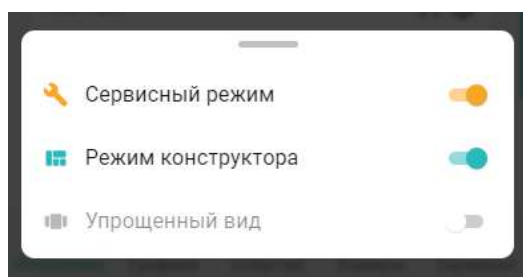 Сервисный режим
Режим конструктора
Упрощенный вид